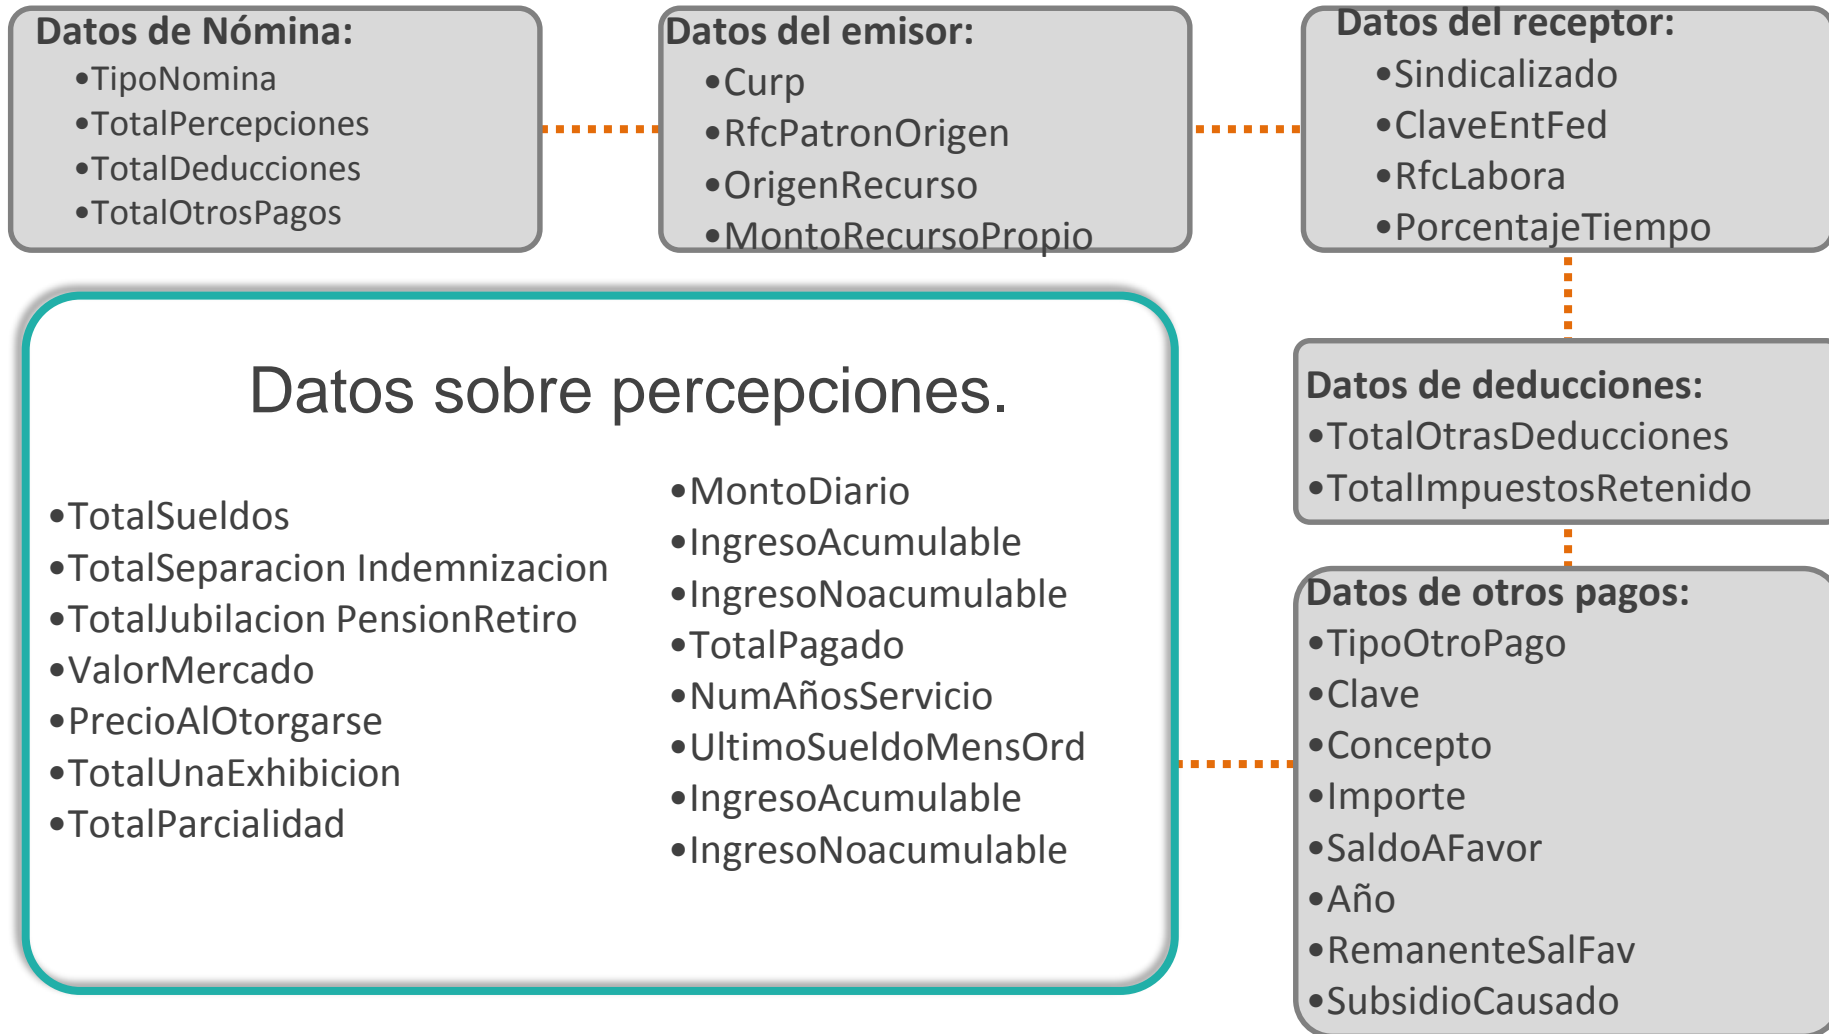 Datos de Nómina:
•TipoNomina
•TotalPercepciones
•TotalDeducciones
•TotalOtrosPagos
Datos del emisor:
•Curp
•RfcPatronOrigen
•OrigenRecurso
•MontoRecursoPropio
Datos del receptor:
•Sindicalizado
•ClaveEntFed
•RfcLabora
•PorcentajeTiempo
Datos de deducciones:
•TotalOtrasDeducciones
•TotalImpuestosRetenido
Datos de otros pagos:
•TipoOtroPago
•Clave
•Concepto
•Importe
•SaldoAFavor
•Año
•RemanenteSalFav
•SubsidioCausado
Datos sobre percepciones.
•TotalSueldos
•TotalSeparacion Indemnizacion
•TotalJubilacion PensionRetiro
•ValorMercado
•PrecioAlOtorgarse
•TotalUnaExhibicion
•TotalParcialidad
•MontoDiario
•IngresoAcumulable
•IngresoNoacumulable
•TotalPagado
•NumAñosServicio
•UltimoSueldoMensOrd
•IngresoAcumulable
•IngresoNoacumulable